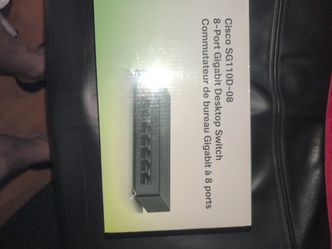 Cisco SG110D-08
8-Port Gigabit Desktop Switch
Commutateur de bureau Gigabit à 8 ports